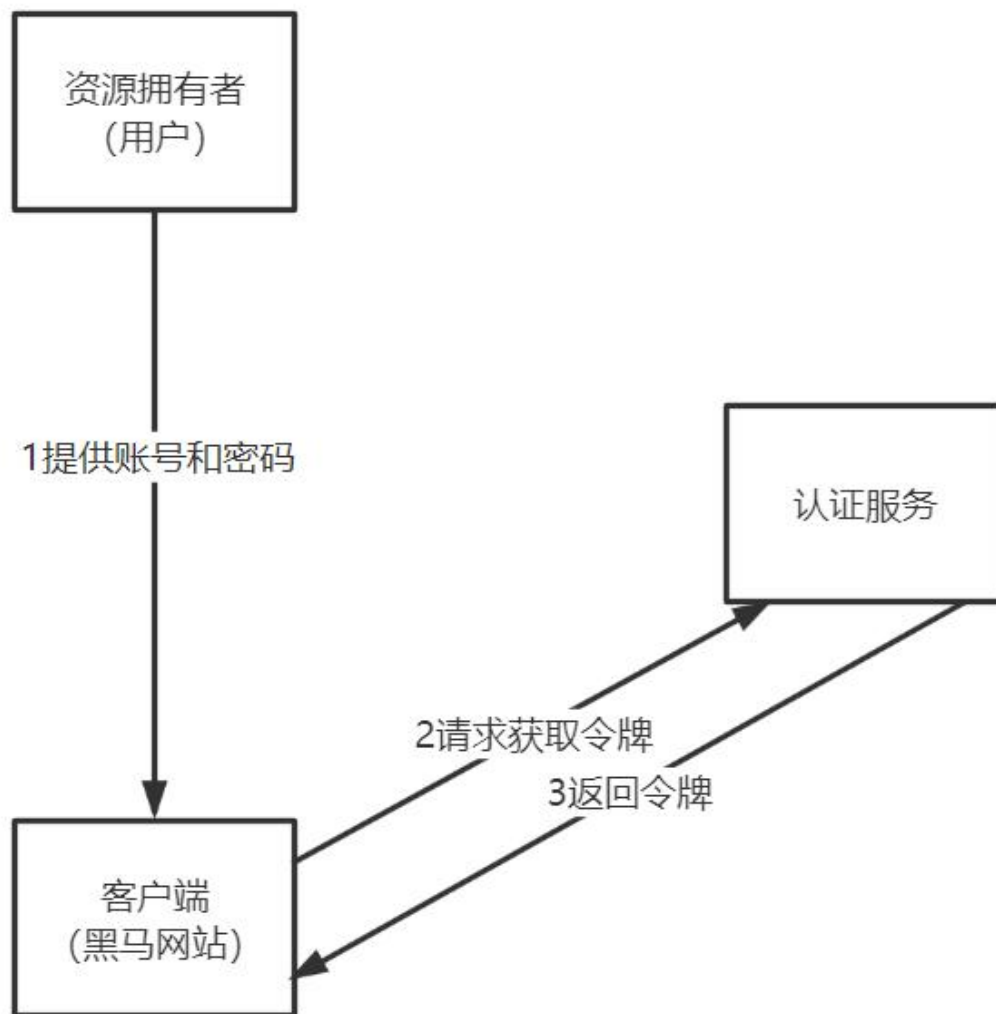 资源拥有者
（用户）
1提供账号和密码
认证服务
2请求获取令牌
3返回令牌
客户端
（黑马网站）